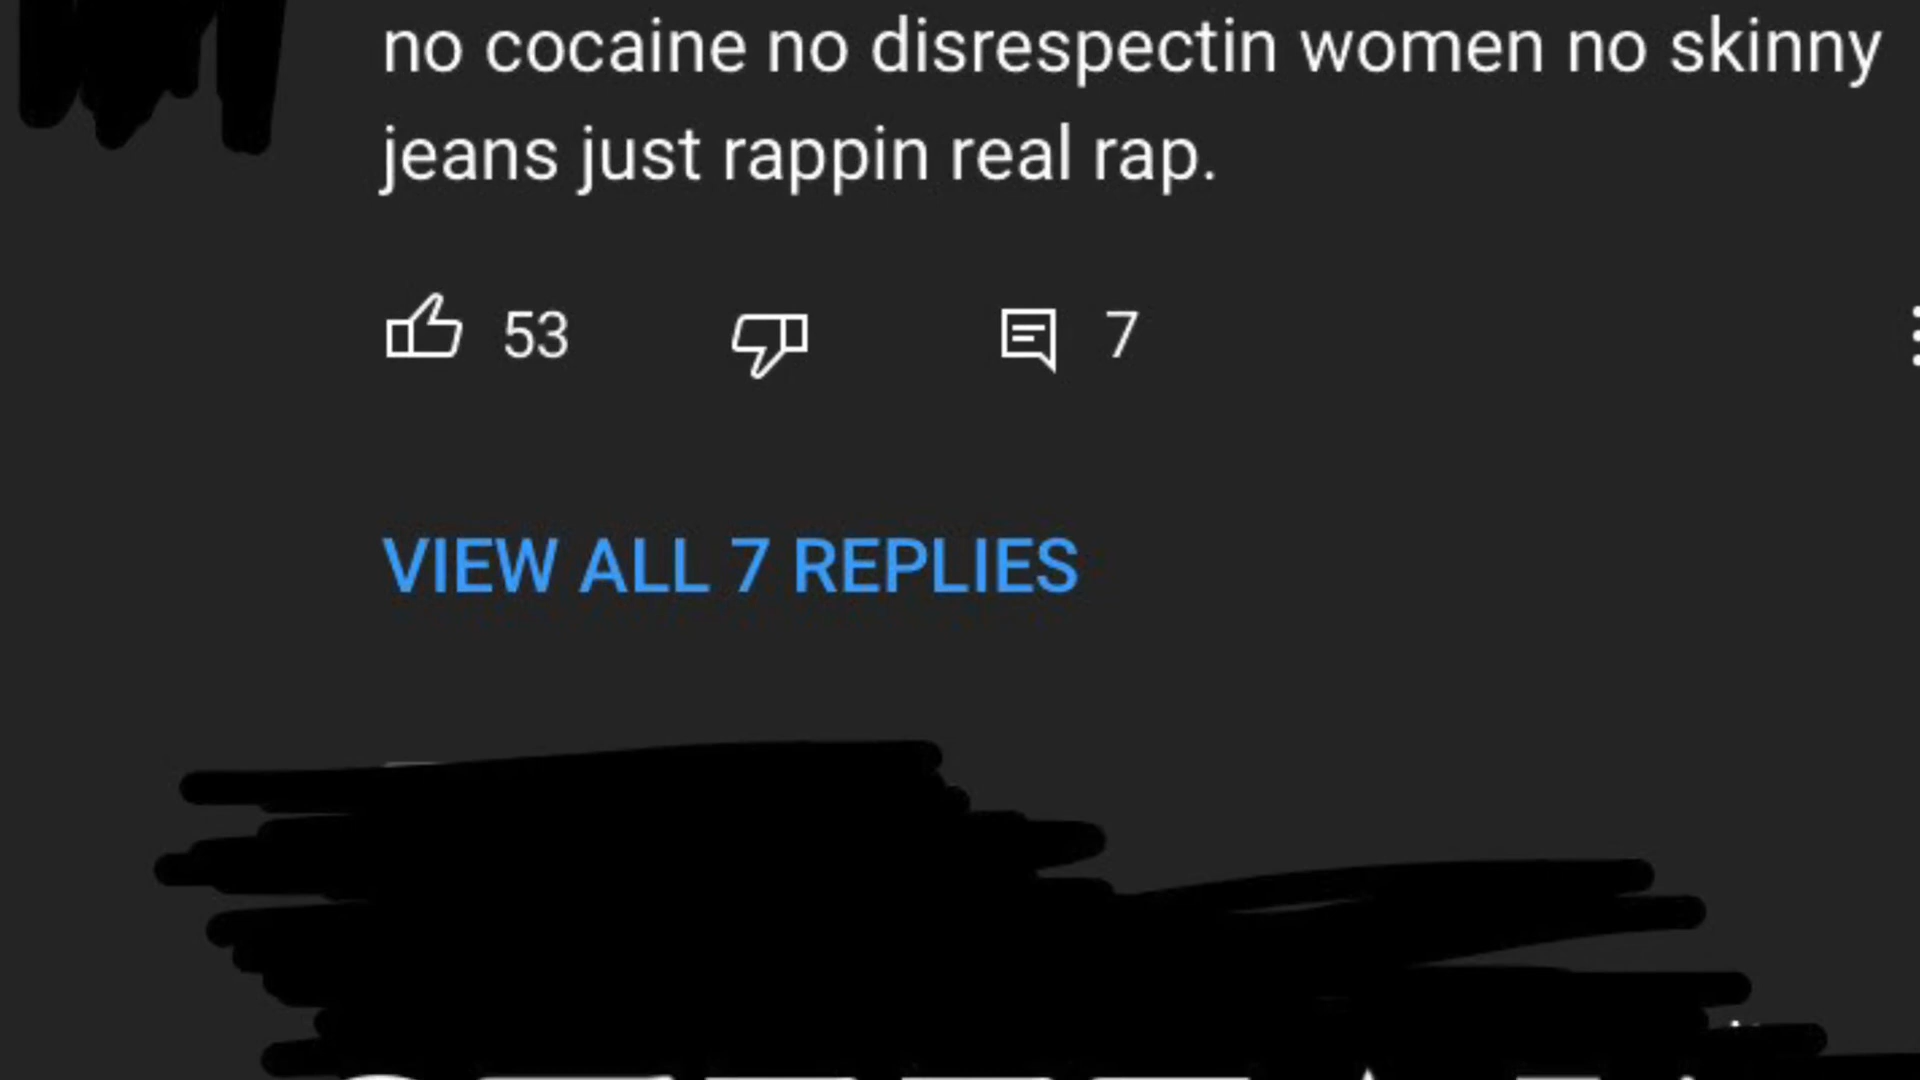 no cocaine no disrespectin women no skinny
jeans just rappin real rap.
53 7
VIEW ALL 7 REPLIES